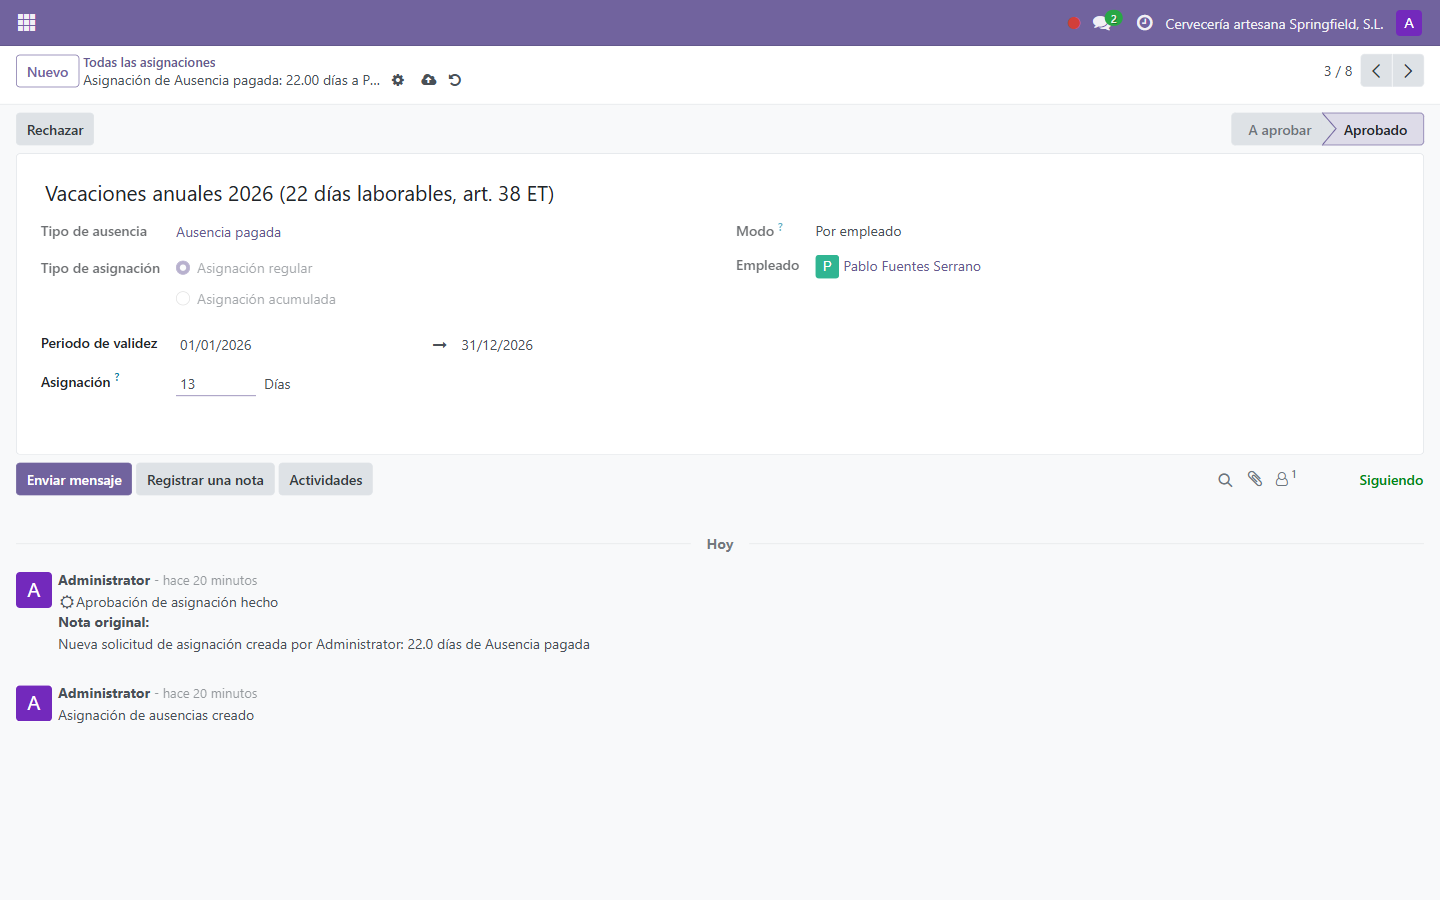 2
Cervecería artesana Springfield, S.L.
A
Nuevo
Todas las asignaciones
Asignación de Ausencia pagada: 22.00 días a P...
3 / 8
Rechazar
A aprobar
Aprobado
Vacaciones anuales 2026 (22 días laborables, art. 38 ET)
Tipo de ausencia
Ausencia pagada
Modo ?
Por empleado
Tipo de asignación
Asignación regular
Empleado
P
Pablo Fuentes Serrano
Asignación acumulada
Periodo de validez
01/01/2026
31/12/2026
Asignación ?
13
Días
Enviar mensaje
Registrar una nota
Actividades
1
Siguiendo
Hoy
A
Administrator - hace 20 minutos
Aprobación de asignación hecho
Nota original:
Nueva solicitud de asignación creada por Administrator: 22.0 días de Ausencia pagada
A
Administrator - hace 20 minutos
Asignación de ausencias creado